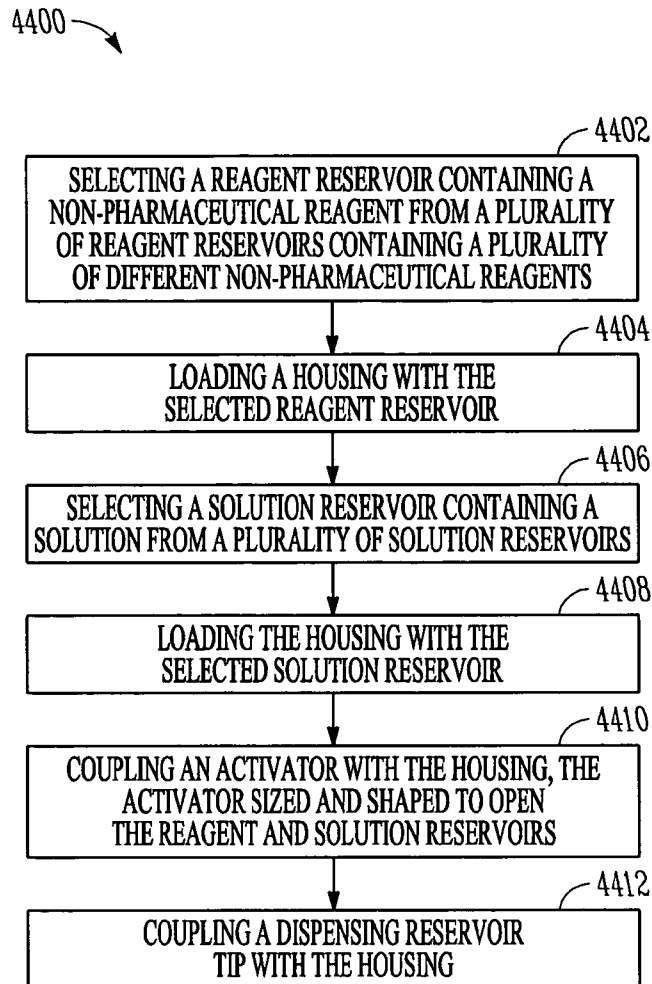 4400
4402
SELECTING A REAGENT RESERVOIR CONTAINING A
NON-PHARMACEUTICAL REAGENT FROM A PLURALITY
OF REAGENT RESERVOIRS CONTAINING A PLURALITY
OF DIFFERENT NON-PHARMACEUTICAL REAGENTS
4404
LOADING A HOUSING WITH THE
SELECTED REAGENT RESERVOIR
4406
SELECTING A SOLUTION RESERVOIR CONTAINING A
SOLUTION FROM A PLURALITY OF SOLUTION RESERVOIRS
4408
LOADING THE HOUSING WITH THE
SELECTED SOLUTION RESERVOIR
4410
COUPLING AN ACTIVATOR WITH THE HOUSING, THE
ACTIVATOR SIZED AND SHAPED TO OPEN
THE REAGENT AND SOLUTION RESERVOIRS
4412
COUPLING A DISPENSING RESERVOIR
TIP WITH THE HOUSING